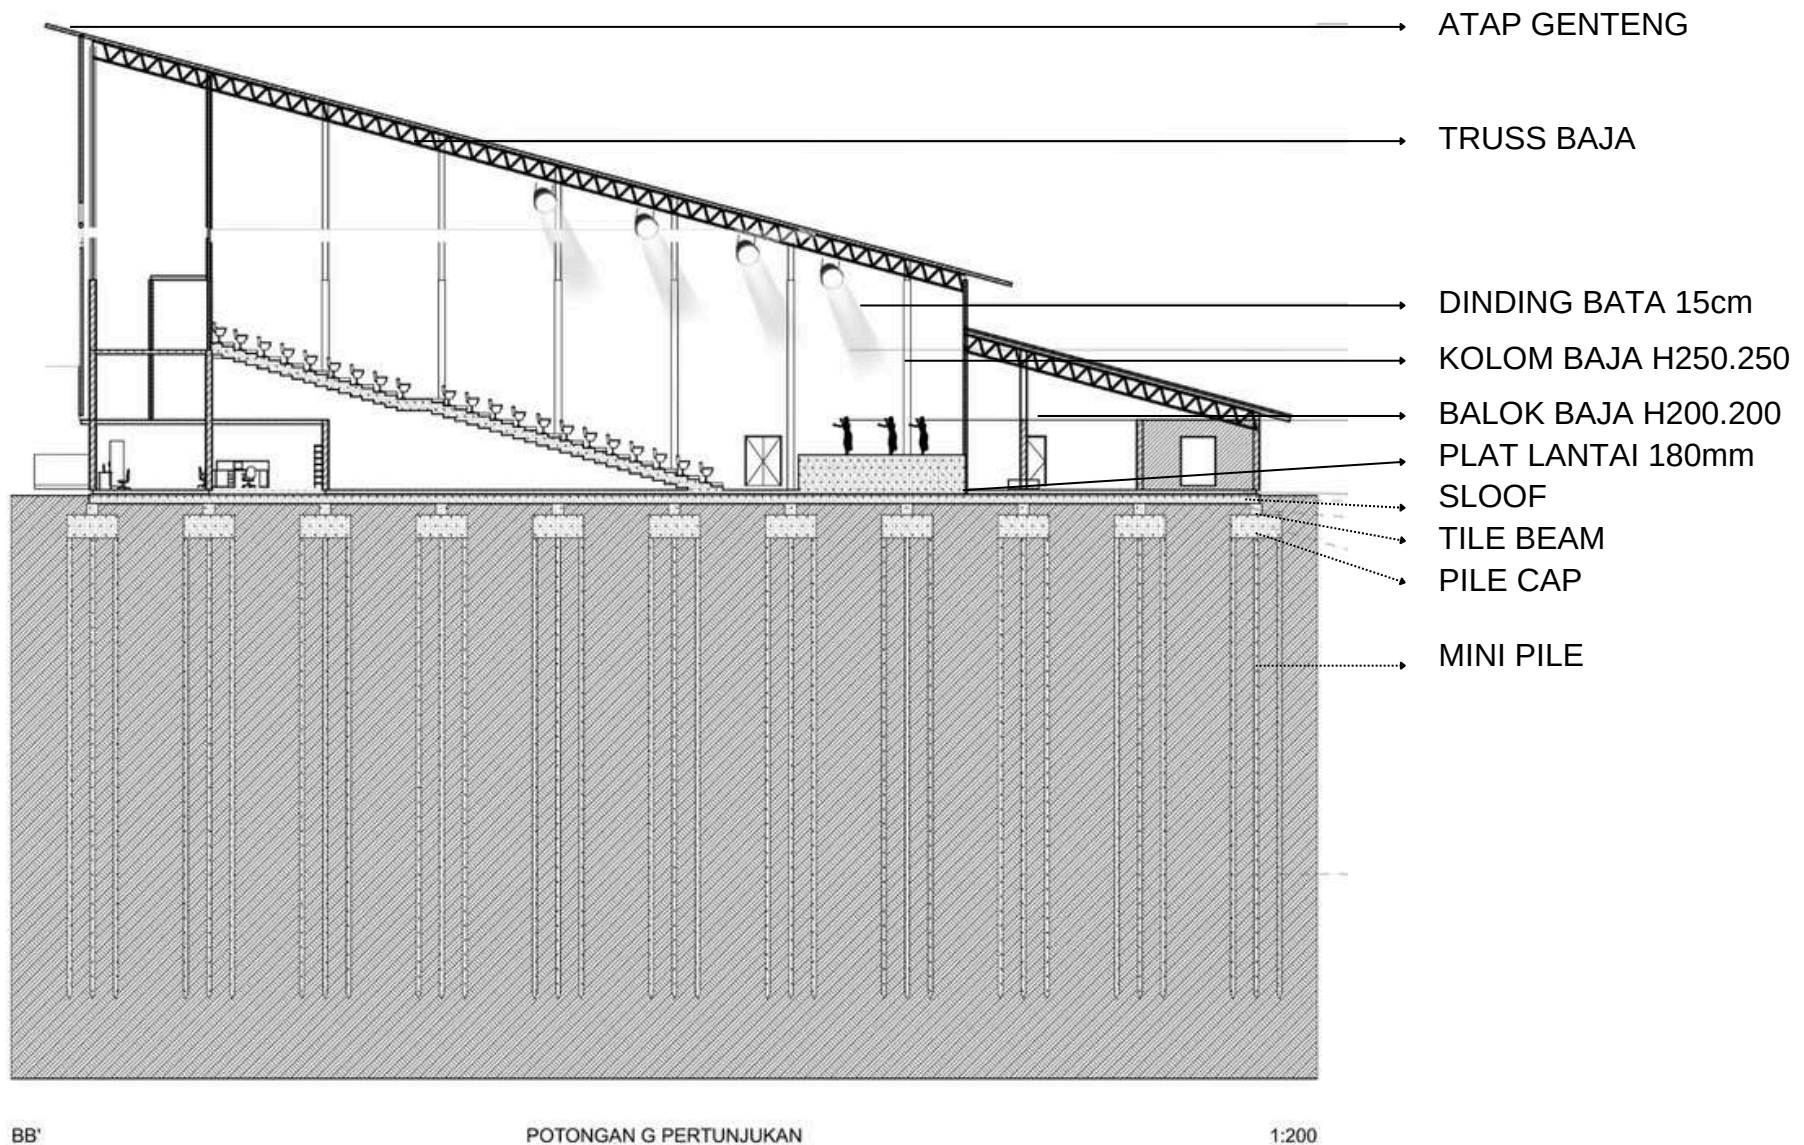 ATAP GENTENG
TRUSS BAJA
DINDING BATA 15cm
KOLOM BAJA H250.250
BALOK BAJA H200.200
PLAT LANTAI 180mm
SLOOF
TILE BEAM
PILE CAP
MINI PILE
BB' POTONGAN G PERTUNJUKAN 1:200